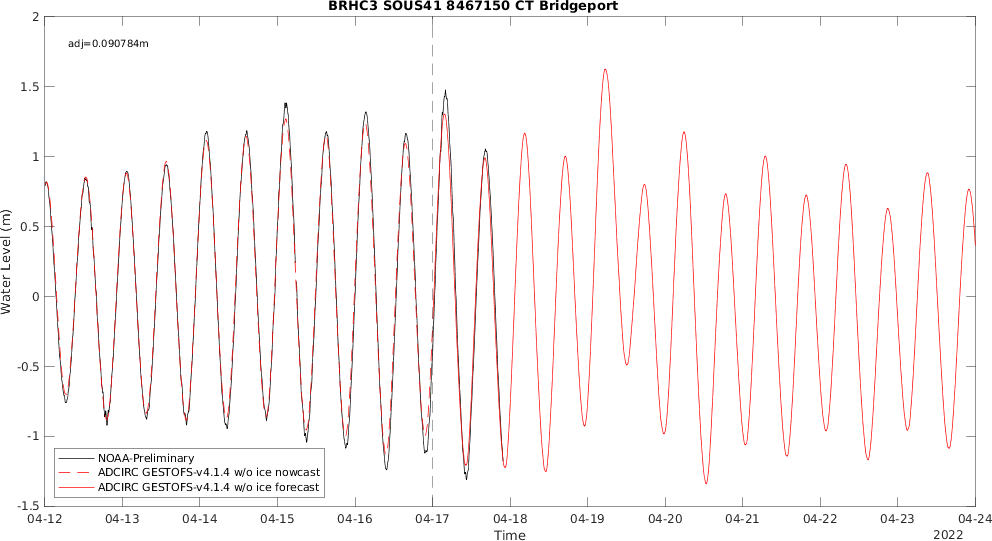 BRHC3 SOUS41 8467150 CT Bridgeport
adj=0.090784m
2
1.5
1
0.5
0
-0.5
-1
-1.5
Water Level (m)
NOAA-Preliminary
ADCIRC GESTOFS-v4.1.4 w/o ice nowcast
ADCIRC GESTOFS-v4.1.4 w/o ice forecast
04-12 04-13 04-14 04-15 04-16 04-17 04-18 04-19 04-20 04-21 04-22 04-23 04-24
Time
2022